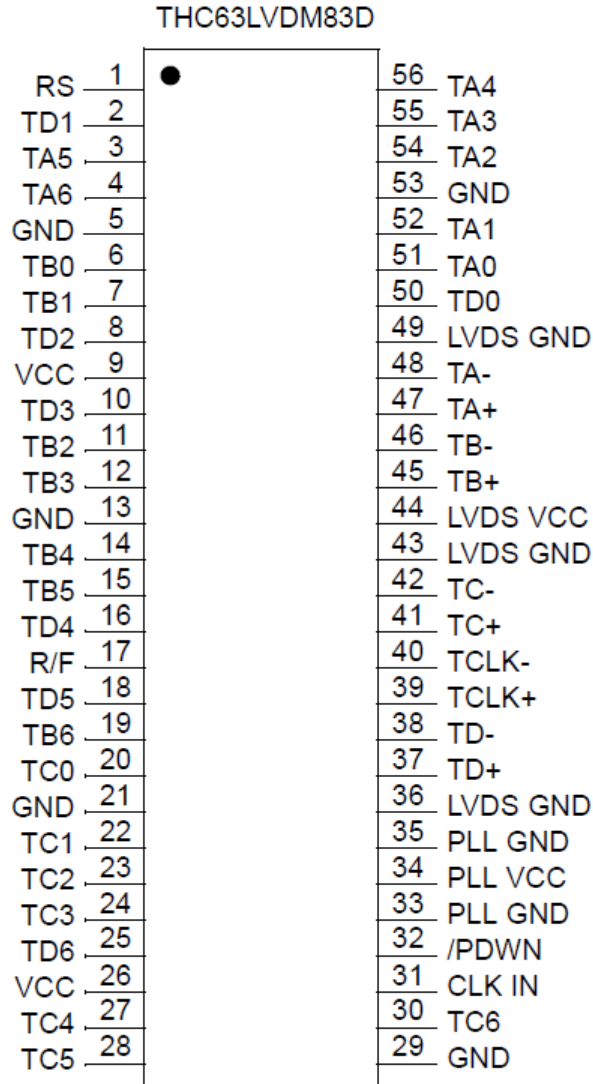 THC63LVDM83D
RS 1 56 TA4
TD1 2 55 TA3
TA5 3 54 TA2
TA6 4 53 GND
GND 5 52 TA1
TB0 6 51 TA0
TB1 7 50 TD0
TD2 8 49 LVDS GND
VCC 9 48 TA-
TD3 10 47 TA+
TB2 11 46 TB-
TB3 12 45 TB+
GND 13 44 LVDS VCC
TB4 14 43 LVDS GND
TB5 15 42 TC-
TD4 16 41 TC+
R/F 17 40 TCLK-
TD5 18 39 TCLK+
TB6 19 38 TD-
TC0 20 37 TD+
GND 21 36 LVDS GND
TC1 22 35 PLL GND
TC2 23 34 PLL VCC
TC3 24 33 PLL GND
TD6 25 32 /PDWN
VCC 26 31 CLK IN
TC4 27 30 TC6
TC5 28 29 GND